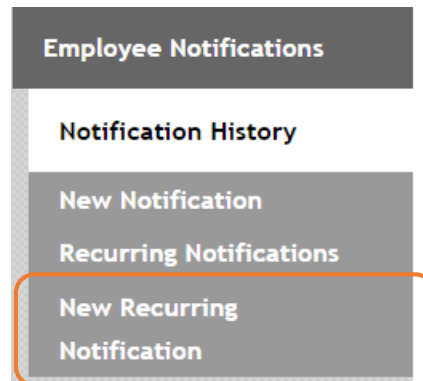 Employee Notifications
Notification History
New Notification
Recurring Notifications
New Recurring
Notification